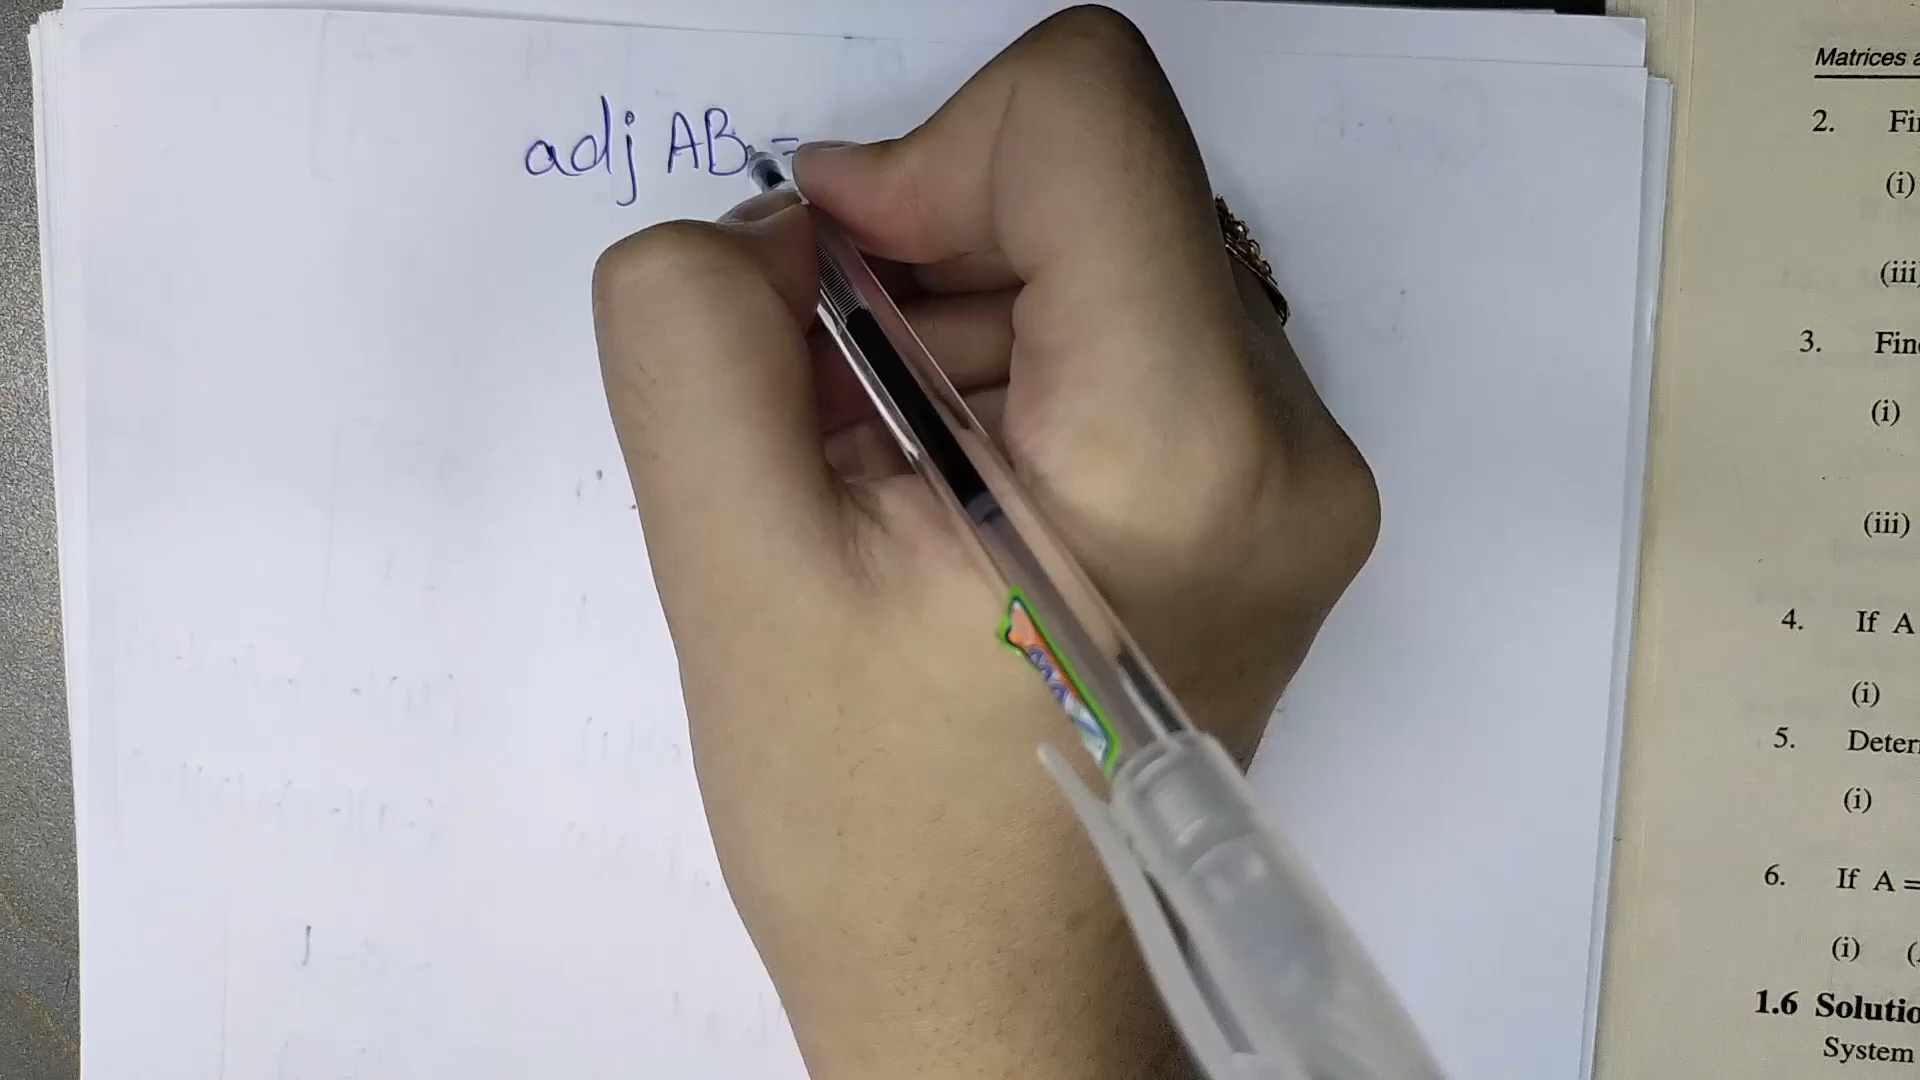 adj AB =
Matrices
2. Fi
(i)
(iii)
3. Fin
(i)
(iii)
4. If A
(i)
5. Deter
(i)
6. If A =
(i) (
1.6 Solutio
System